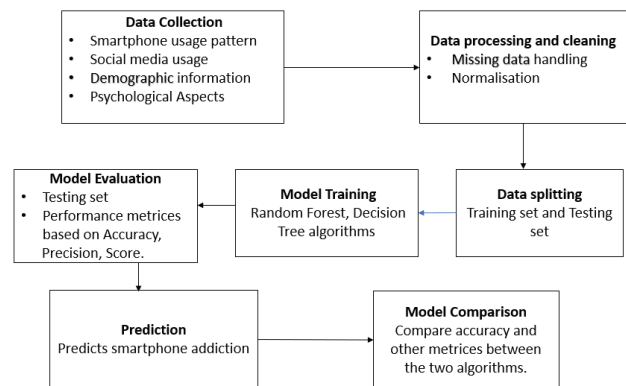 Data Collection
• Smartphone usage pattern
• Social media usage
• Demographic information
• Psychological Aspects
Data processing and cleaning
• Missing data handling
• Normalisation
Data splitting
Training set and Testing
set
Model Training
Random Forest, Decision
Tree algorithms
Model Evaluation
• Testing set
• Performance metrices
based on Accuracy,
Precision, Score.
Prediction
Predicts smartphone addiction
Model Comparison
Compare accuracy and
other metrics between
the two algorithms.